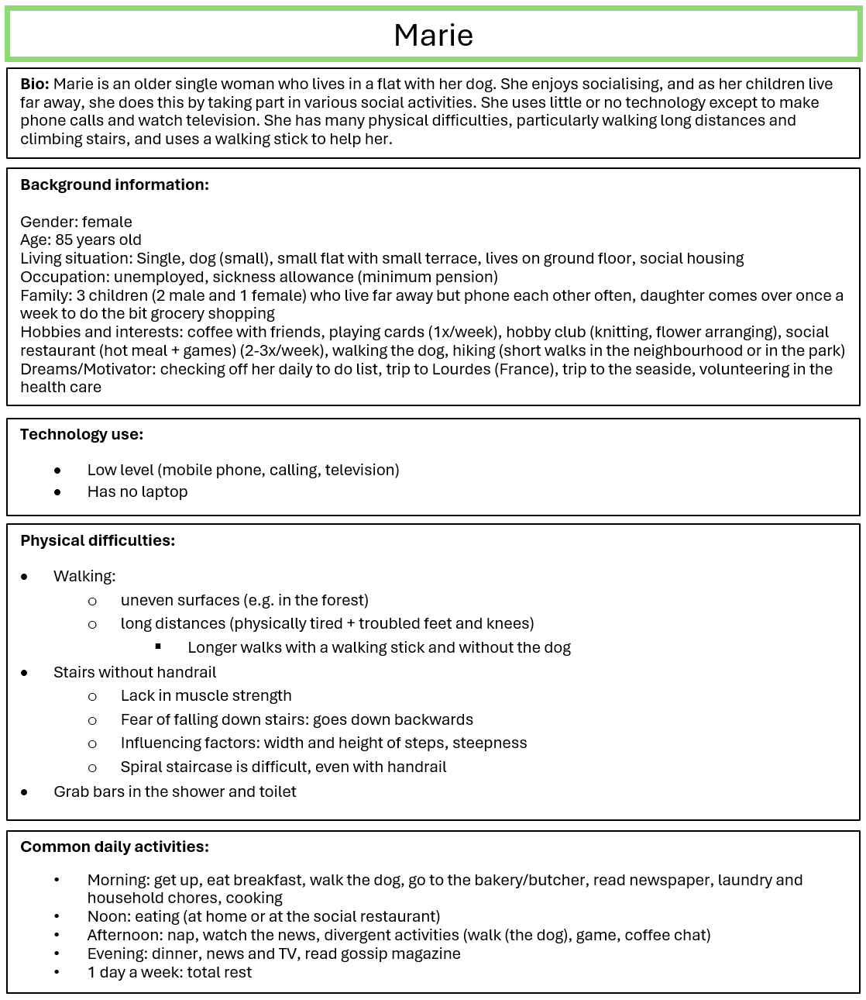 Marie
Bio: Marie is an older single woman who lives in a flat with her dog. She enjoys socialising, and as her children live
far away, she does this by taking part in various social activities. She uses little or no technology except to make
phone calls and watch television. She has many physical difficulties, particularly walking long distances and
climbing stairs, and uses a walking stick to help her.
Background information:
Gender: female
Age: 85 years old
Living situation: Single, dog (small), small flat with small terrace, lives on ground floor, social housing
Occupation: unemployed, sickness allowance (minimum pension)
Family: 3 children (2 male and 1 female) who live far away but phone each other often, daughter comes over once a
week to do the bit grocery shopping
Hobbies and interests: coffee with friends, playing cards (1x/week), hobby club (knitting, flower arranging), social
restaurant (hot meal + games) (2-3x/week), walking the dog, hiking (short walks in the neighbourhood or in the park)
Dreams/Motivator: checking off her daily to do list, trip to Lourdes (France), trip to the seaside, volunteering in the
health care
Technology use:
● Low level (mobile phone, calling, television)
● Has no laptop
Physical difficulties:
● Walking:
o uneven surfaces (e.g. in the forest)
o long distances (physically tired + troubled feet and knees)
▪ Longer walks with a walking stick and without the dog
● Stairs without handrail
o Lack in muscle strength
o Fear of falling down stairs: goes down backwards
o Influencing factors: width and height of steps, steepness
o Spiral staircase is difficult, even with handrail
● Grab bars in the shower and toilet
Common daily activities:
• Morning: get up, eat breakfast, walk the dog, go to the bakery/butcher, read newspaper, laundry and
household chores, cooking
• Noon: eating (at home or at the social restaurant)
• Afternoon: nap, watch the news, divergent activities (walk (the dog), game, coffee chat)
• Evening: dinner, news and TV, read gossip magazine
• 1 day a week: total rest